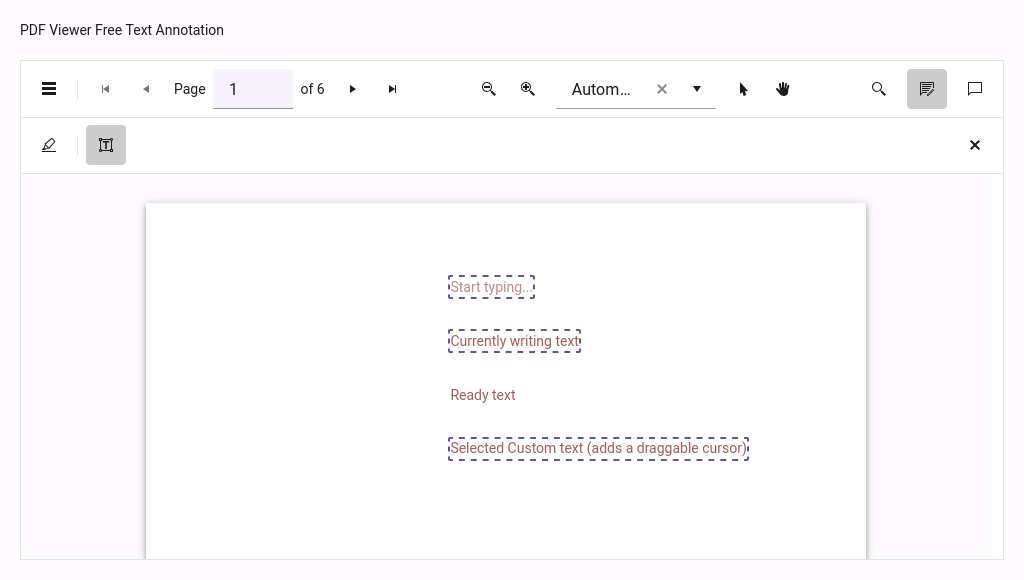 PDF Viewer Free Text Annotation
Page 1 of 6 Autom...
Start typing...
Currently writing text
Ready text
Selected Custom text (adds a draggable cursor)